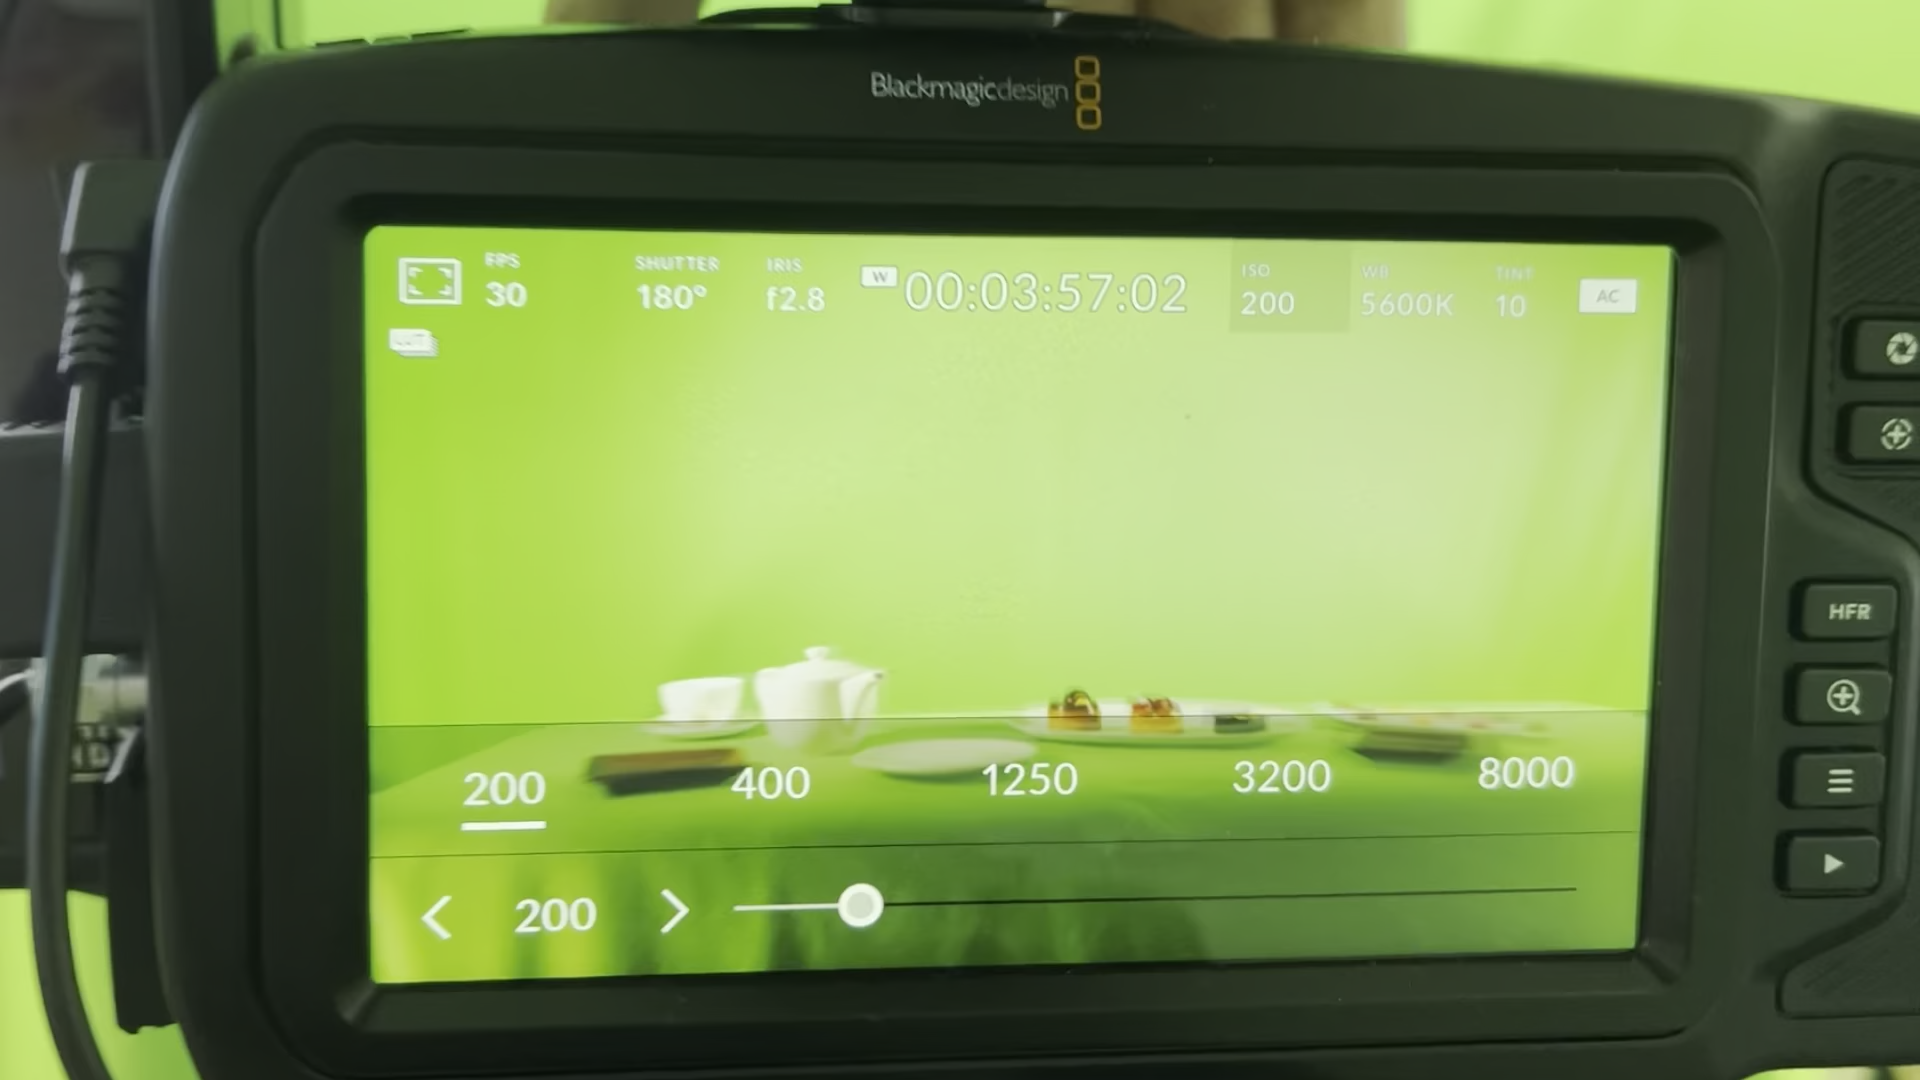 Blackmagicdesign
FPS
30
SHUTTER
180°
IRIS
f2.8
W
00:03:57:02
ISO
200
WB
5600K
TINT
10
AC
LUT
HFR
200
400
1250
3200
8000
200